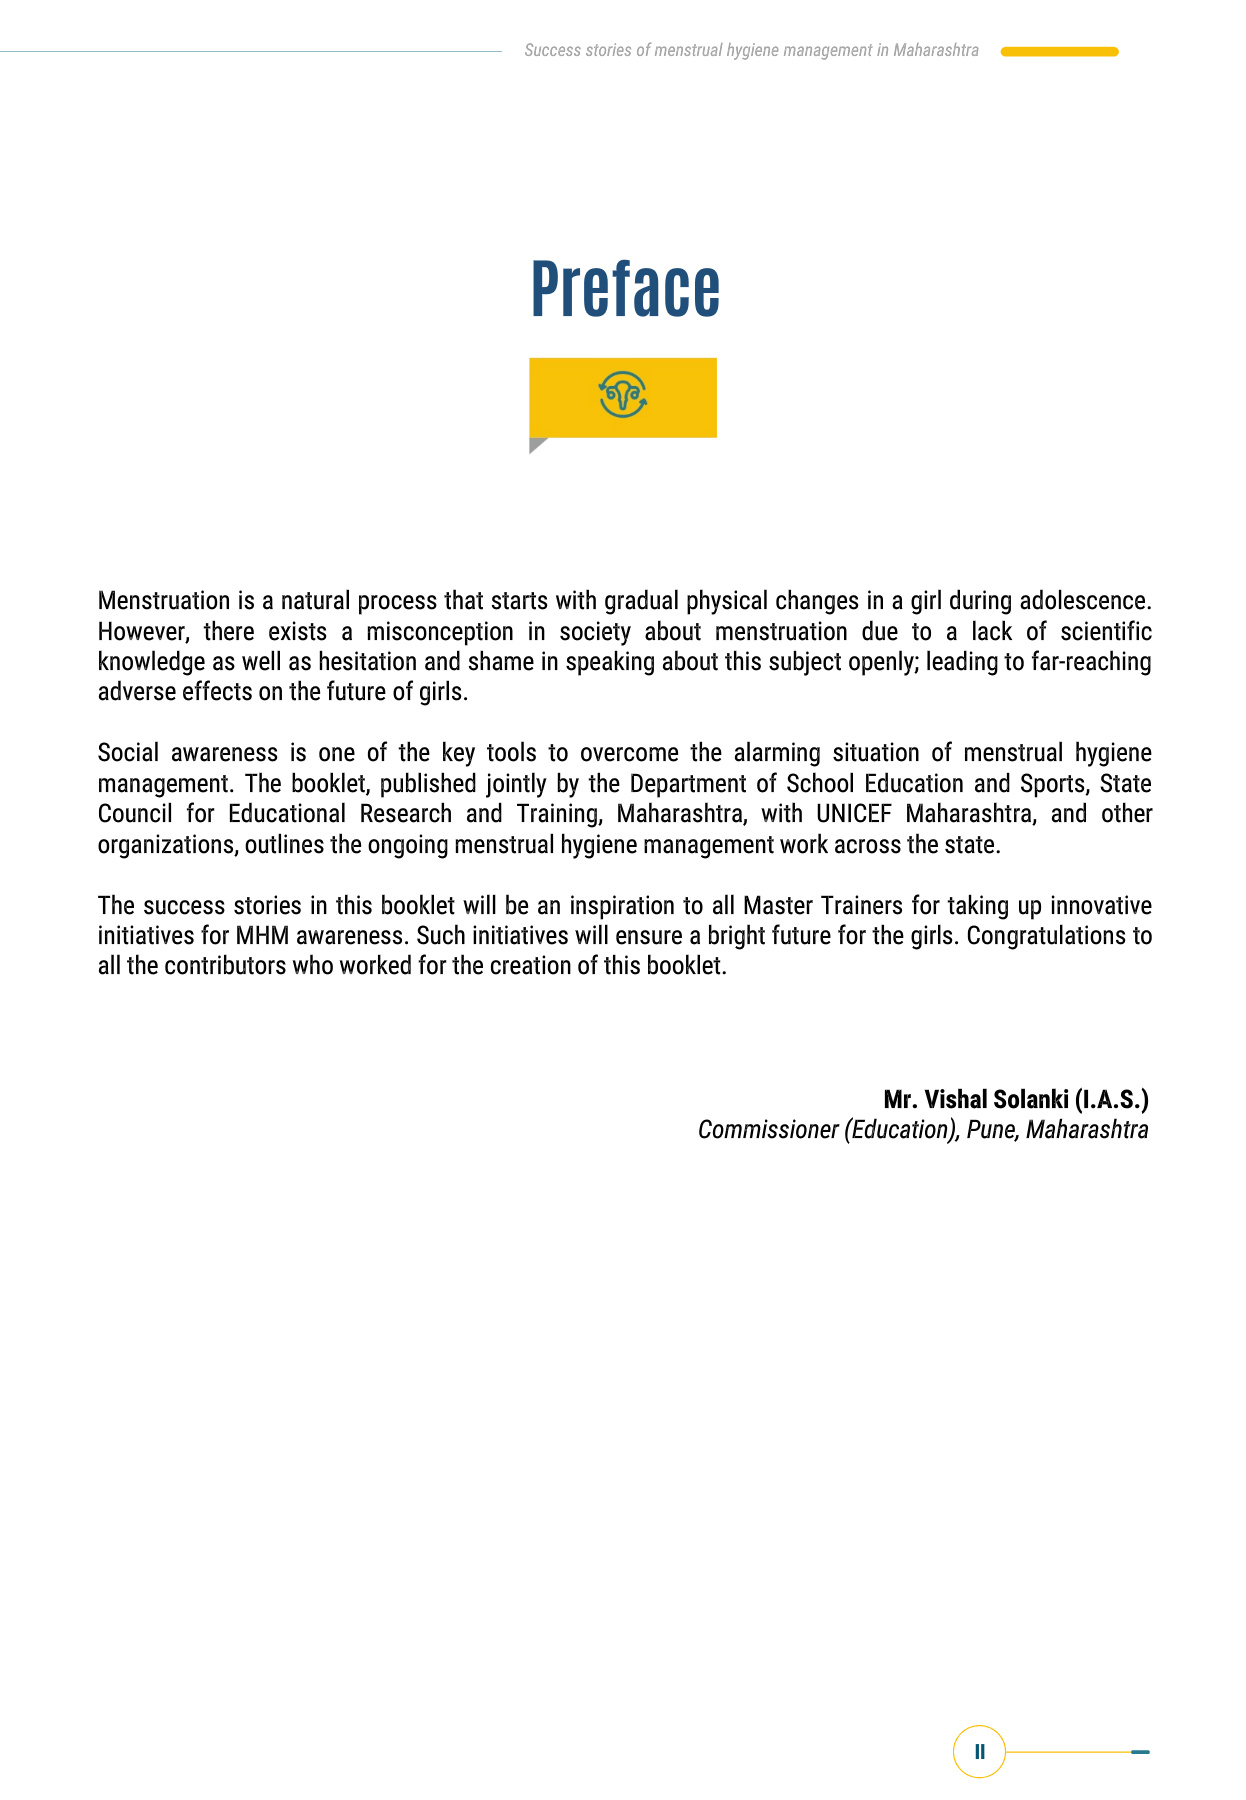 Success stories of menstrual hygiene management in Maharashtra
Preface
Menstruation is a natural process that starts with gradual physical changes in a girl during adolescence.
However, there exists a misconception in society about menstruation due to a lack of scientific
knowledge as well as hesitation and shame in speaking about this subject openly; leading to far-reaching
adverse effects on the future of girls.
Social awareness is one of the key tools to overcome the alarming situation of menstrual hygiene
management. The booklet, published jointly by the Department of School Education and Sports, State
Council for Educational Research and Training, Maharashtra, with UNICEF Maharashtra, and other
organizations, outlines the ongoing menstrual hygiene management work across the state.
The success stories in this booklet will be an inspiration to all Master Trainers for taking up innovative
initiatives for MHM awareness. Such initiatives will ensure a bright future for the girls. Congratulations to
all the contributors who worked for the creation of this booklet.
Mr. Vishal Solanki (I.A.S.)
Commissioner (Education), Pune, Maharashtra
II